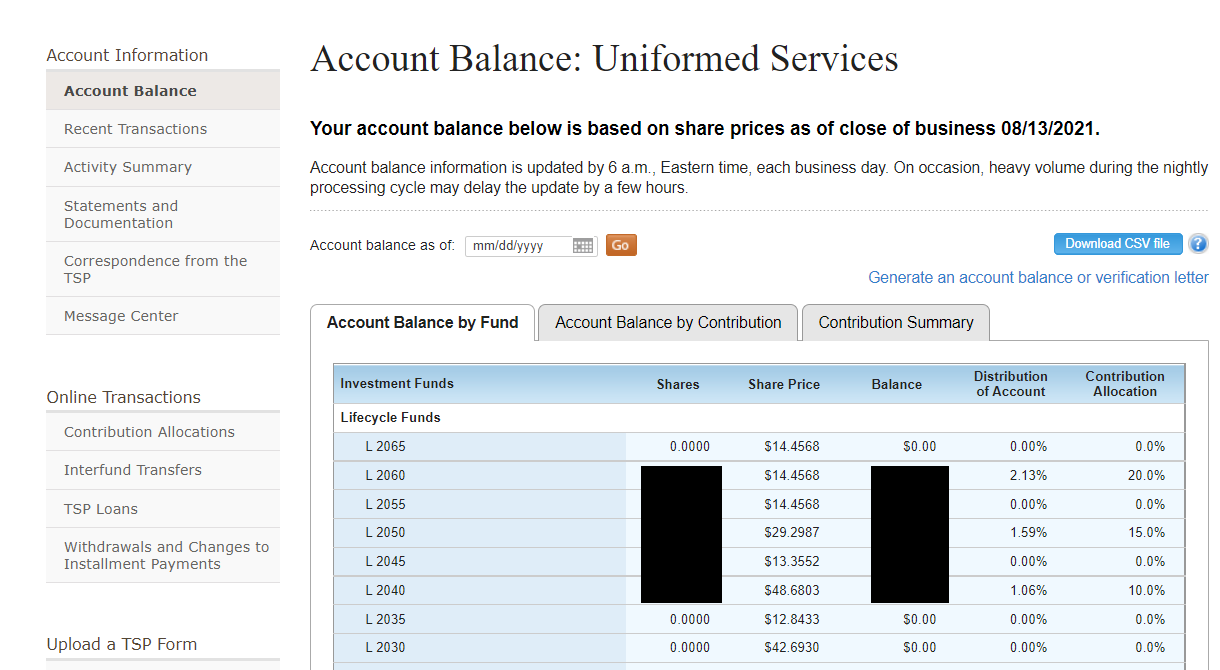 Account Information
Account Balance
Recent Transactions
Activity Summary
Statements and
Documentation
Correspondence from the
TSP
Message Center
Online Transactions
Contribution Allocations
Interfund Transfers
TSP Loans
Withdrawals and Changes to
Installment Payments
Upload a TSP Form
Account Balance: Uniformed Services
Your account balance below is based on share prices as of close of business 08/13/2021.
Account balance information is updated by 6 a.m., Eastern time, each business day. On occasion, heavy volume during the nightly
processing cycle may delay the update by a few hours.
Account balance as of: mm/dd/yyyy Go Download CSV file ?
Generate an account balance or verification letter
Account Balance by Fund Account Balance by Contribution Contribution Summary
Investment Funds Shares Share Price Balance Distribution of Account Contribution Allocation
Lifecycle Funds
L 2065 0.0000 $14.4568 $0.00 0.00% 0.0%
L 2060 $14.4568 2.13% 20.0%
L 2055 $14.4568 0.00% 0.0%
L 2050 $29.2987 1.59% 15.0%
L 2045 $13.3552 0.00% 0.0%
L 2040 $48.6803 1.06% 10.0%
L 2035 0.0000 $12.8433 $0.00 0.00% 0.0%
L 2030 0.0000 $42.6930 $0.00 0.00% 0.0%